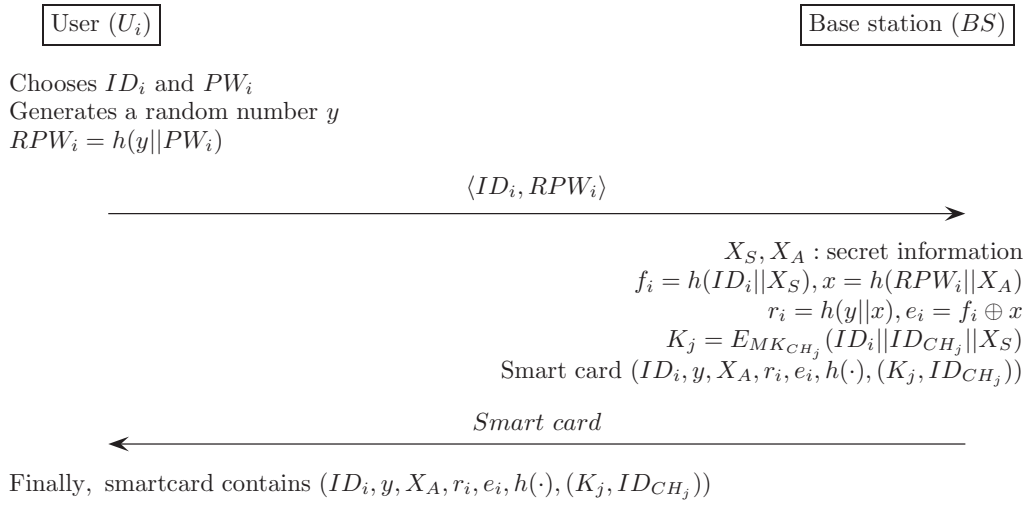 User (U_i)
Base station (BS)
Chooses ID_i and PW_i
Generates a random number y
RPW_i = h(y||PW_i)
⟨ID_i, RPW_i⟩
X_S, X_A : secret information
f_i = h(ID_i||X_S), x = h(RPW_i||X_A)
r_i = h(y||x), e_i = f_i ⊕ x
K_j = E_{MK_{CH_j}}(ID_i||ID_{CH_j}||X_S)
Smart card (ID_i, y, X_A, r_i, e_i, h(·), (K_j, ID_{CH_j}))
Smart card
Finally, smartcard contains (ID_i, y, X_A, r_i, e_i, h(·), (K_j, ID_{CH_j}))